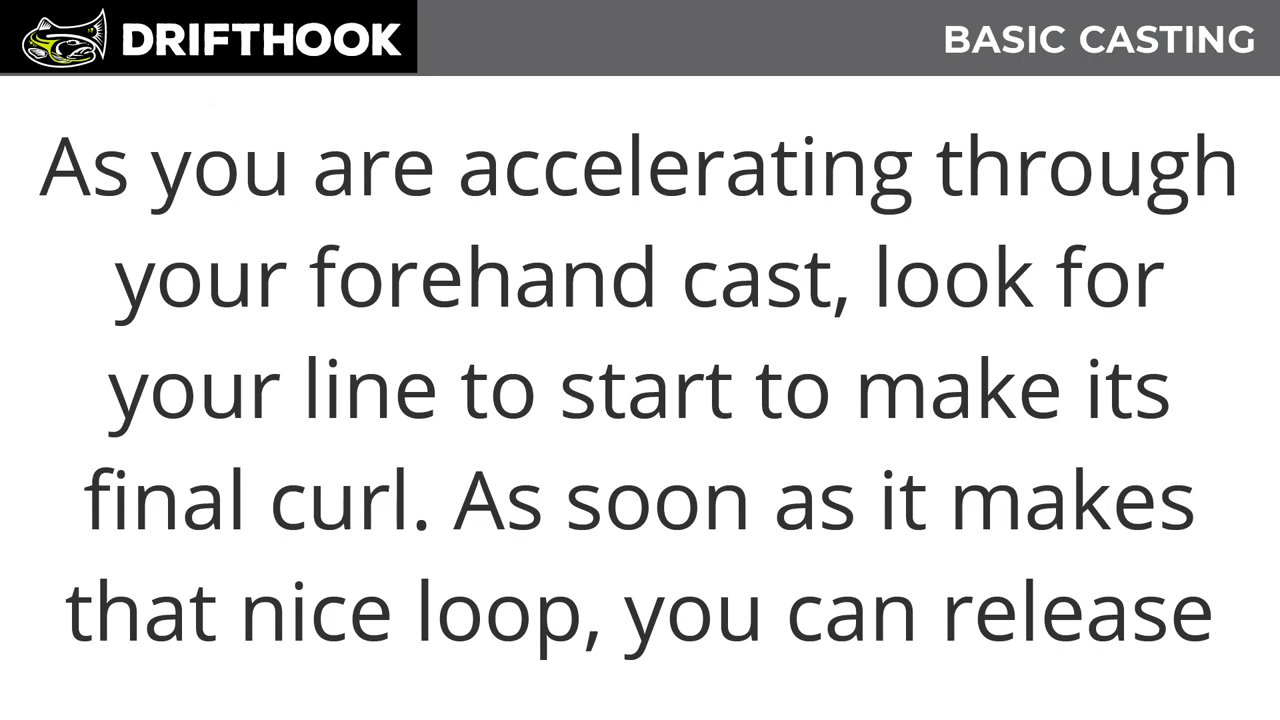 DRIFTHOOK
BASIC CASTING
As you are accelerating through
your forehand cast, look for
your line to start to make its
final curl. As soon as it makes
that nice loop, you can release